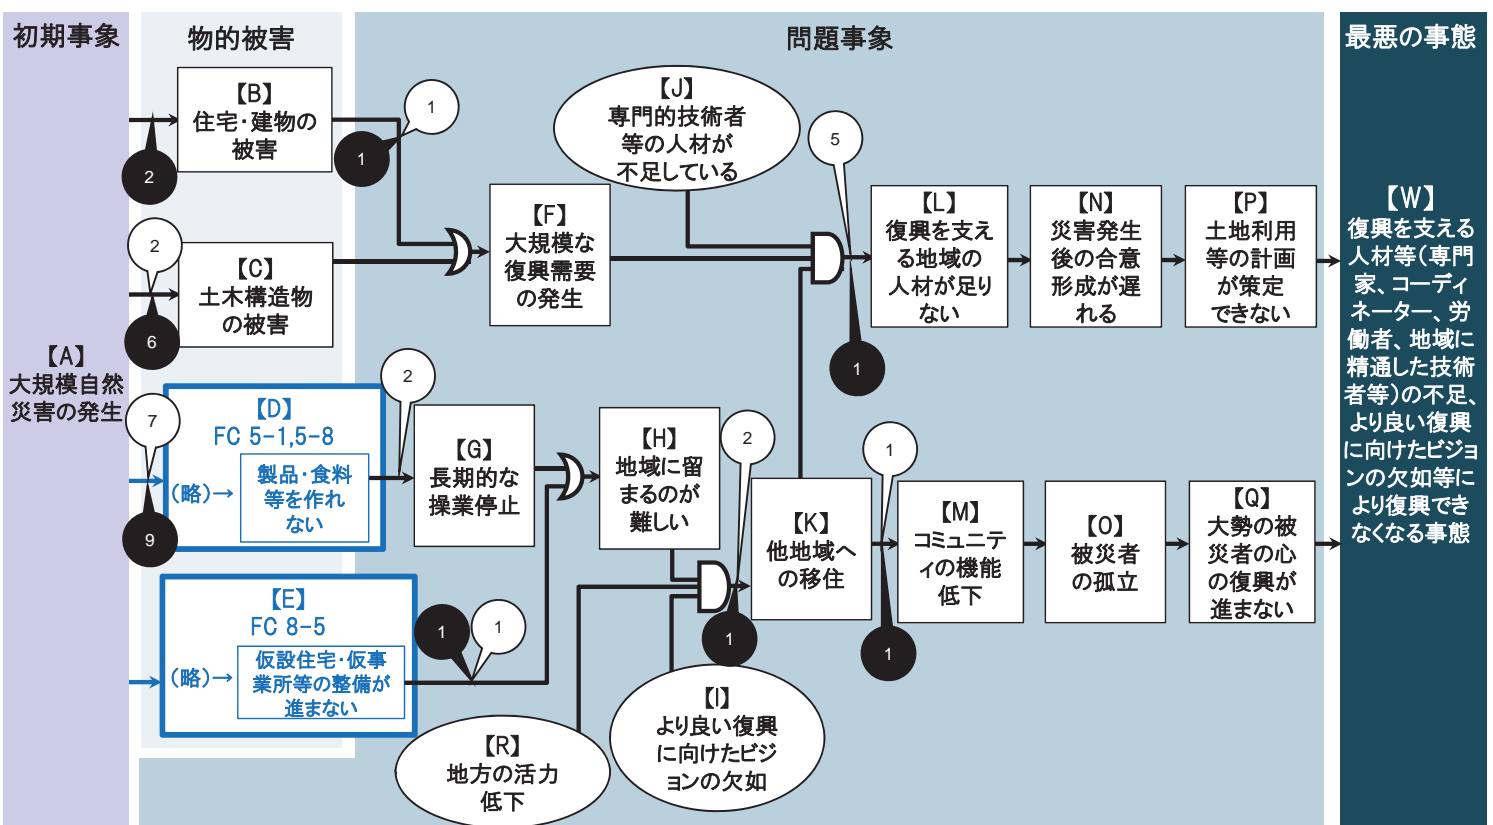 初期事象
物的被害
問題事象
最悪の事態
【A】
大規模自然
災害の発生
【B】
住宅・建物の
被害
2
1
1
【C】
土木構造物
の被害
2
6
【D】
FC 5-1,5-8
(略)→
製品・食料
等を作れ
ない
7
9
2
【E】
FC 8-5
(略)→
仮設住宅・仮事
業所等の整備が
進まない
1
1
【F】
大規模な
復興需要
の発生
【J】
専門的技術者
等の人材が
不足している
5
1
【G】
長期的な
操業停止
【H】
地域に留
まるのが
難しい
【R】
地方の活力
低下
【I】
より良い復興
に向けたビジ
ョンの欠如
2
1
【K】
他地域へ
の移住
1
1
【L】
復興を支え
る地域の
人材が足り
ない
【N】
災害発生
後の合意
形成が遅
れる
【P】
土地利用
等の計画
が策定
できない
【M】
コミュニテ
ィの機能
低下
【O】
被災者
の孤立
【Q】
大勢の被
災者の心
の復興が
進まない
【W】
復興を支える
人材等(専門
家、コーディ
ネーター、労
働者、地域に
精通した技術
者等)の不足、
より良い復興
に向けたビジョ
ンの欠如等に
より復興でき
なくなる事態